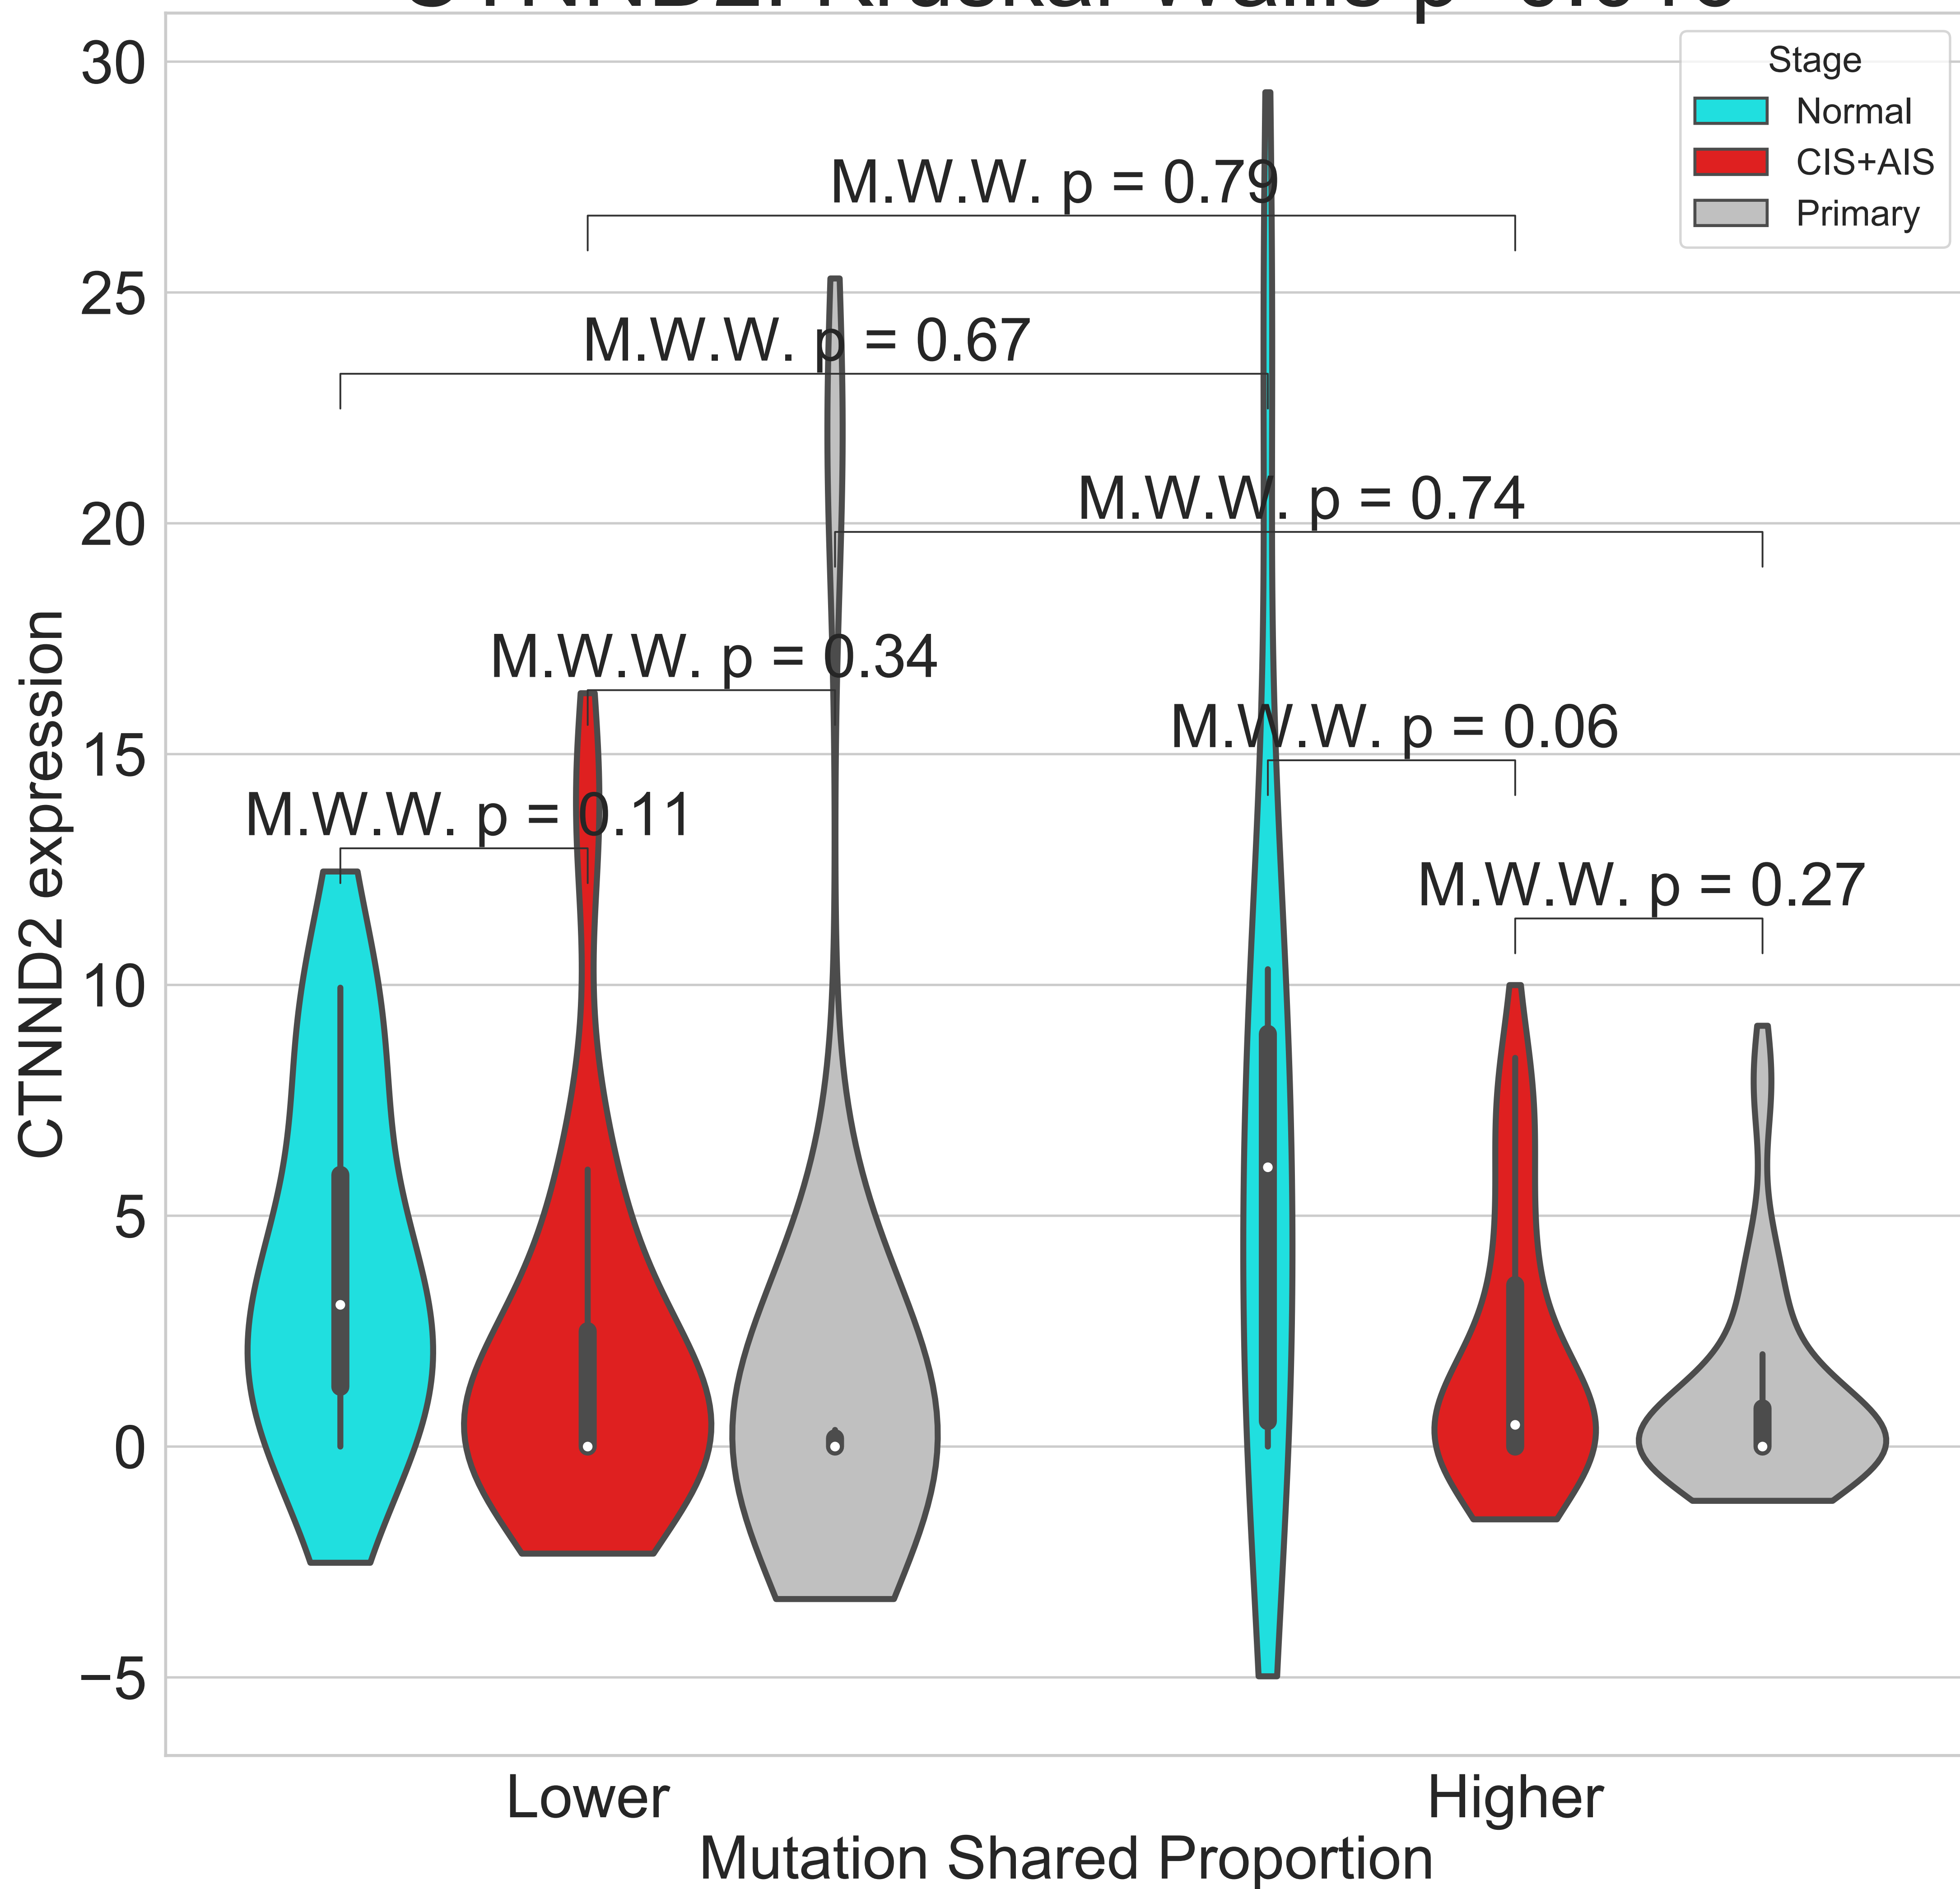 30
25
20
15
10
5
0
−5
CTNND2 expression
Stage
Normal
CIS+AIS
Primary
M.W.W. p = 0.79
M.W.W. p = 0.67
M.W.W. p = 0.74
M.W.W. p = 0.34
M.W.W. p = 0.06
M.W.W. p = 0.11
M.W.W. p = 0.27
Lower
Higher
Mutation Shared Proportion